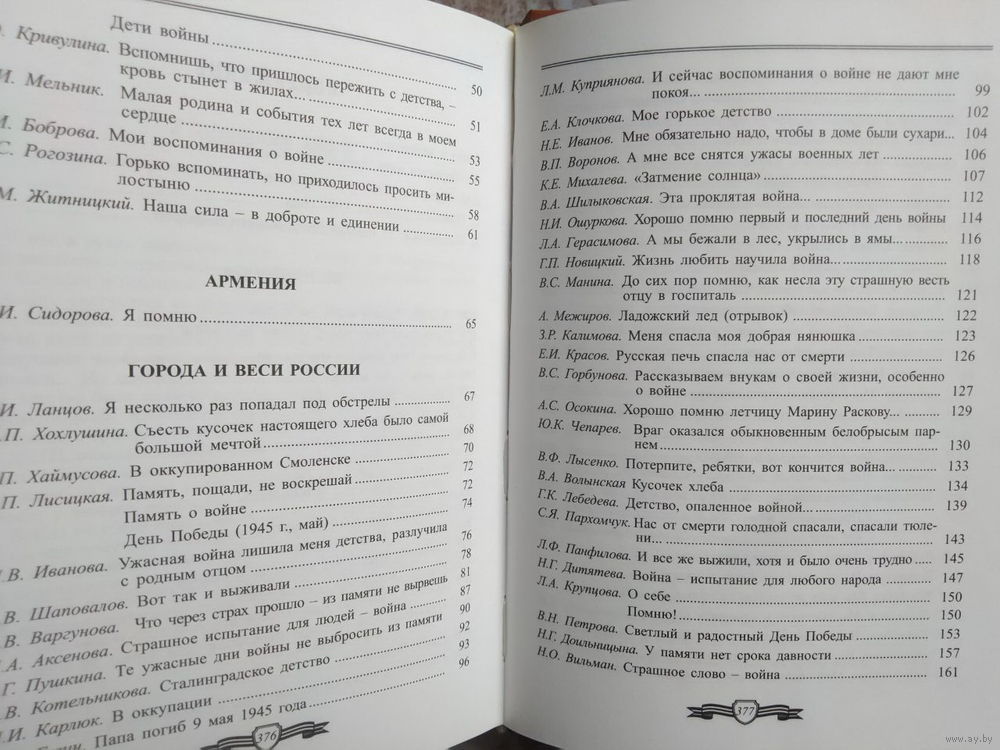 Дети войны 50
Кривулина. Вспомнишь, что пришлось пережить с детства, –
кровь стынет в жилах... 51
И. Мельник. Малая родина и события тех лет всегда в моем
сердце 53
М. Боброва. Мои воспоминания о войне 55
С. Рогозина. Горько вспоминать, но приходилось просить ми-
лостыню 58
М. Житницкий. Наша сила – в доброте и единении 61
АРМЕНИЯ
И. Сидорова. Я помню 65
ГОРОДА И ВЕСИ РОССИИ
И. Ланцов. Я несколько раз попадал под обстрелы 67
П. Хохлушина. Съесть кусочек настоящего хлеба было самой
большой мечтой 68
П. Хаймусова. В оккупированном Смоленске 70
П. Лисицкая. Память, пощади, не воскрешай 72
Память о войне 72
День Победы (1945 г., май) 74
В. Иванова. Ужасная война лишила меня детства, разлучила
с родным отцом 76
В. Шаповалов. Вот так и выживали 78
В. Варгунова. Что через страх прошло – из памяти не вырвешь 81
А. Аксенова. Страшное испытание для людей – война 87
Г. Пушкина. Те ужасные дни войны не выбросить из памяти 90
В. Котельникова. Сталинградское детство 92
И. Карлюк. В оккупации 93
Папа погиб 9 мая 1945 года 96
376
Л.М. Куприянова. И сейчас воспоминания о войне не дают мне
покоя... 99
Е.А. Клочкова. Мое горькое детство 102
Н.Е. Иванов. Мне обязательно надо, чтобы в доме были сухари... 104
В.П. Воронов. А мне все снятся ужасы военных лет 106
К.Е. Михалева. «Затмение солнца» 107
В.А. Шилыковская. Эта проклятая война... 112
Н.И. Ошуркова. Хорошо помню первый и последний день войны 114
Л.А. Герасимова. А мы бежали в лес, укрылись в ямы... 116
Г.П. Новицкий. Жизнь любить научила война... 118
В.С. Манина. До сих пор помню, как несла эту страшную весть
отцу в госпиталь 121
А. Межиров. Ладожский лед (отрывок) 122
З.Р. Калимова. Меня спасла моя добрая нянюшка 123
Е.И. Красов. Русская печь спасла нас от смерти 126
В.С. Горбунова. Рассказываем внукам о своей жизни, особенно
о войне 127
А.С. Осокина. Хорошо помню летчицу Марину Раскову... 129
Ю.К. Чепарев. Враг оказался обыкновенным белобрысым пар-
нем 130
В.Ф. Лысенко. Потерпите, ребятки, вот кончится война... 133
В.А. Волынская Кусочек хлеба 134
Г.К. Лебедева. Детство, опаленное войной... 139
С.Я. Пархомчук. Нас от смерти голодной спасали, спасали тюле-
ни... 143
Л.Ф. Панфилова. И все же выжили, хотя и было очень трудно 145
Н.Г. Дитятева. Война – испытание для любого народа 147
Л.А. Крупцова. О себе 150
Помню! 150
В.Н. Петрова. Светлый и радостный День Победы 153
Н.Г. Доильницына. У памяти нет срока давности 157
Н.О. Вильман. Страшное слово – война 161
377
www.ay.by